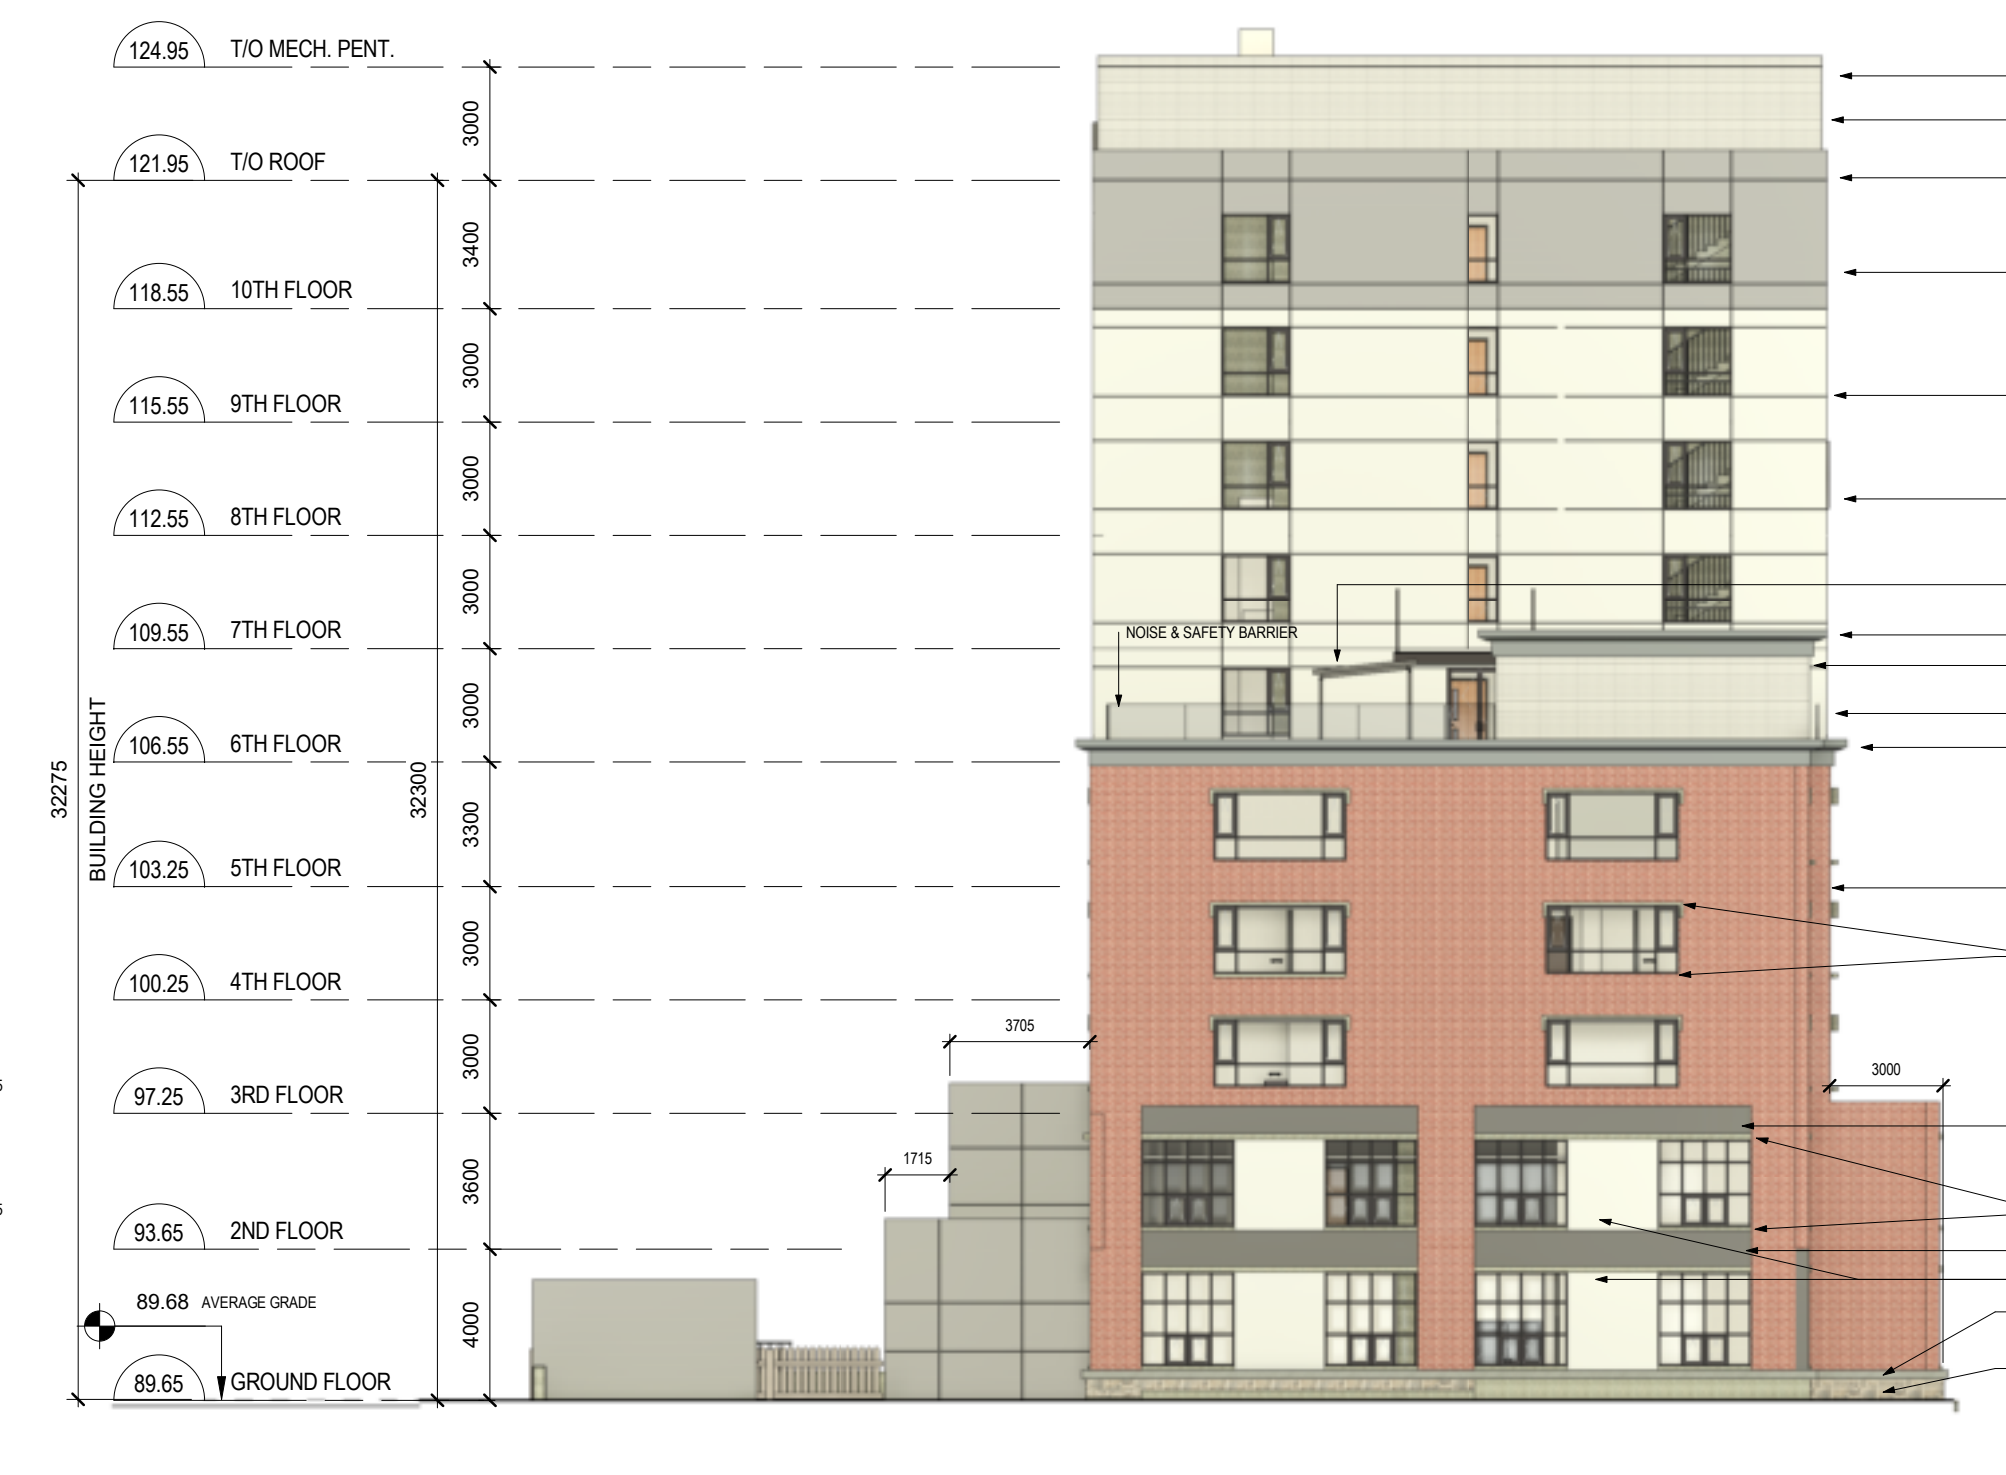 124.95 T/O MECH. PENT.
3000
121.95 T/O ROOF
3400
118.55 10TH FLOOR
3000
115.55 9TH FLOOR
3000
112.55 8TH FLOOR
3000
109.55 7TH FLOOR
NOISE & SAFETY BARRIER
3000
106.55 6TH FLOOR
32275
BUILDING HEIGHT
32300
3300
103.25 5TH FLOOR
3000
100.25 4TH FLOOR
3705
3000
97.25 3RD FLOOR
3000
1715
3600
93.65 2ND FLOOR
89.68 AVERAGE GRADE
4000
89.65 GROUND FLOOR